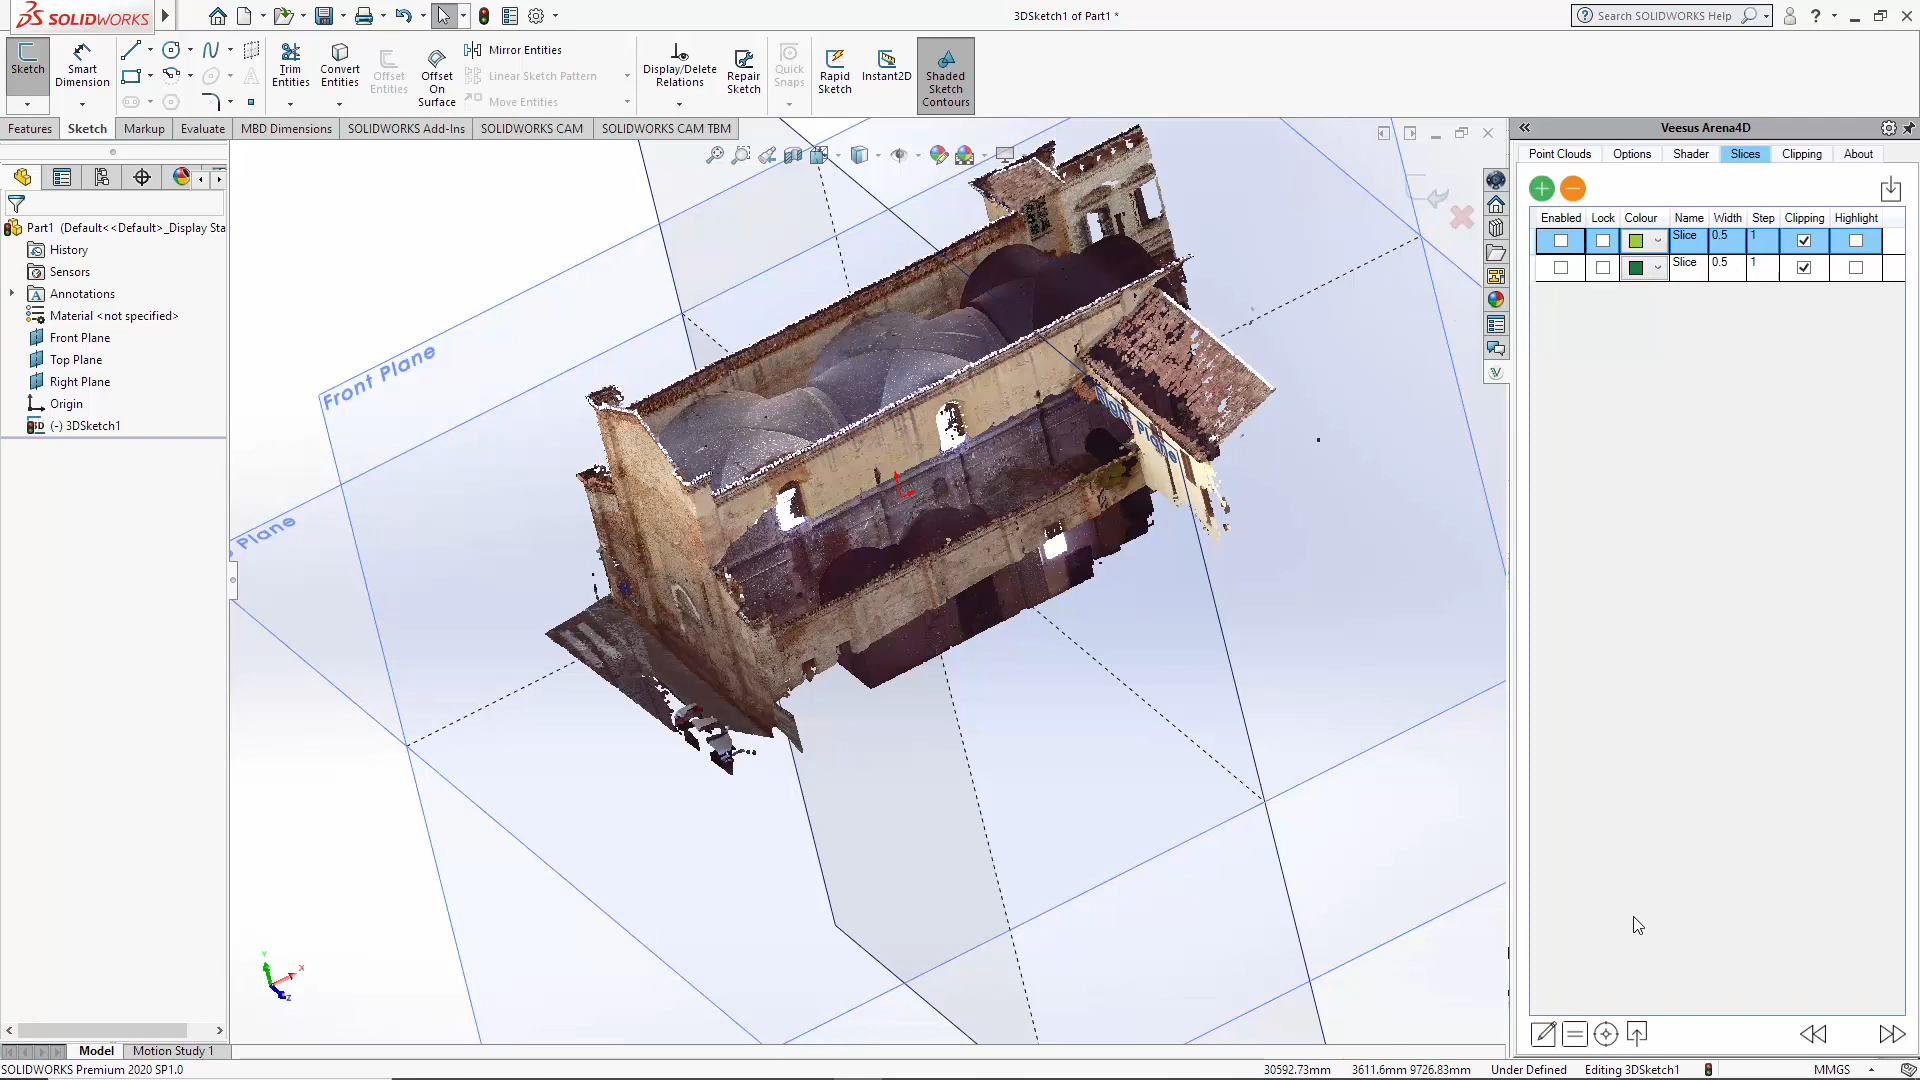 SOLIDWORKS
3DSketch1 of Part1 *
Search SOLIDWORKS Help
Sketch
Smart Dimension
Trim Entities
Convert Entities
Offset Entities
Offset On Surface
Mirror Entities
Linear Sketch Pattern
Move Entities
Display/Delete Relations
Repair Sketch
Quick Snaps
Rapid Sketch
Instant2D
Shaded Sketch Contours
Features
Sketch
Markup
Evaluate
MBD Dimensions
SOLIDWORKS Add-Ins
SOLIDWORKS CAM
SOLIDWORKS CAM TBM
Part1 (Default<<Default>_Display Sta
History
Sensors
Annotations
Material <not specified>
Front Plane
Top Plane
Right Plane
Origin
(-) 3DSketch1
Front Plane
Plane
Right Plane
Y
X
Z
Veesus Arena4D
Point Clouds
Options
Shader
Slices
Clipping
About
Enabled Lock Colour Name Width Step Clipping Highlight
Slice 0.5 1
Slice 0.5 1
Model
Motion Study 1
SOLIDWORKS Premium 2020 SP1.0
30592.73mm
3611.6mm 9726.83mm
Under Defined
Editing 3DSketch1
MMGS